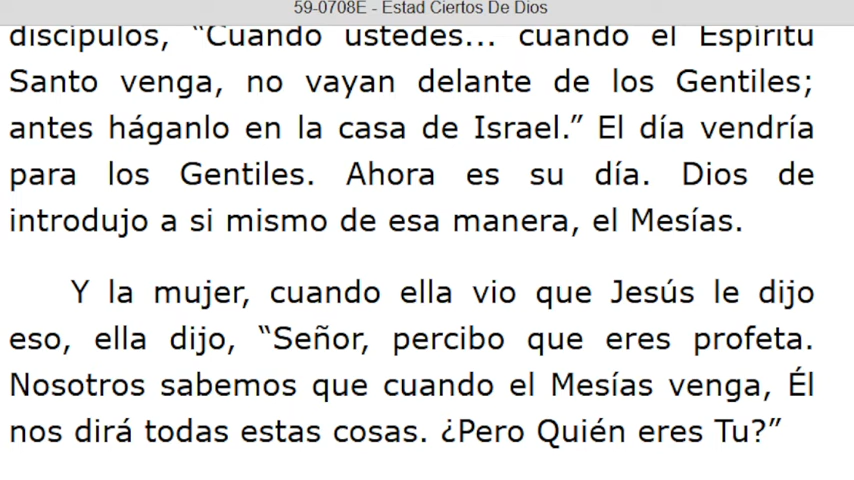 59-0708E - Estad Ciertos De Dios
discípulos, “Cuando ustedes... cuando el Espíritu
Santo venga, no vayan delante de los Gentiles;
antes háganlo en la casa de Israel.” El día vendría
para los Gentiles. Ahora es su día. Dios de
introdujo a si mismo de esa manera, el Mesías.
Y la mujer, cuando ella vio que Jesús le dijo
eso, ella dijo, “Señor, percibo que eres profeta.
Nosotros sabemos que cuando el Mesías venga, Él
nos dirá todas estas cosas. ¿Pero Quién eres Tu?”